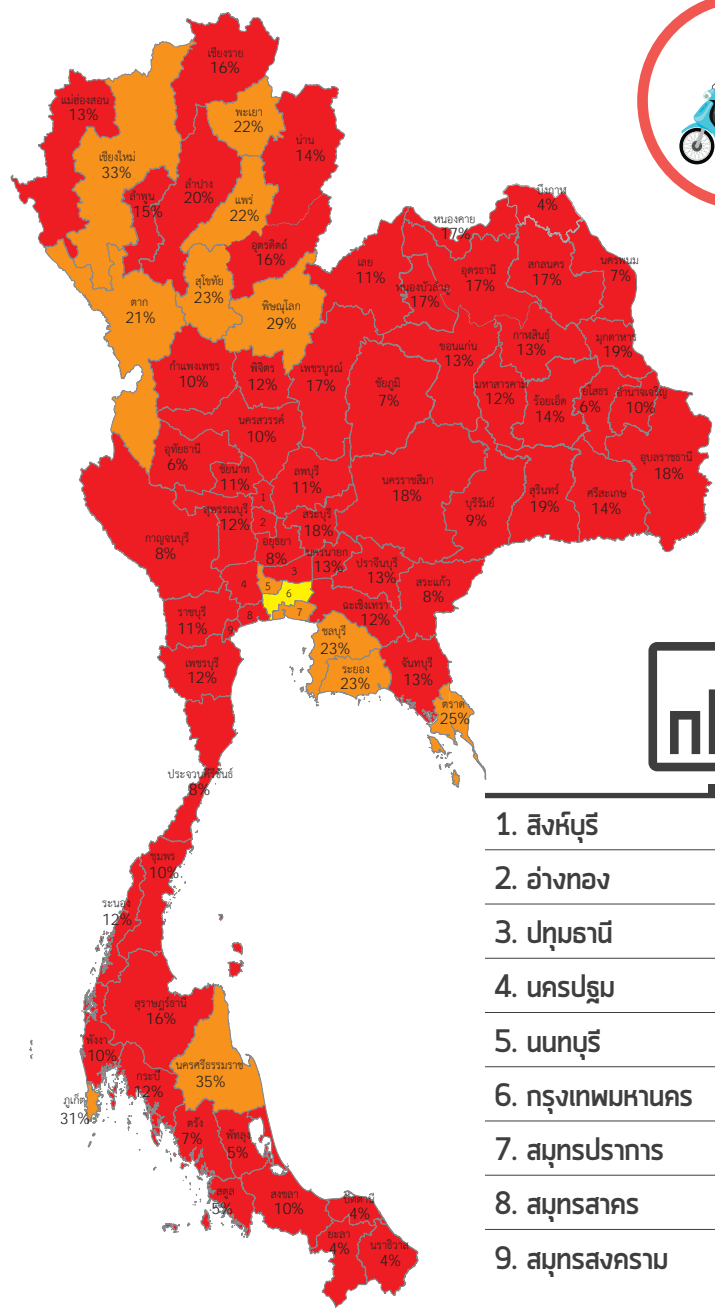 เชียงราย
16%
แม่ฮ่องสอน
13%
พะเยา
22%
น่าน
14%
เชียงใหม่
33%
ลำปาง
20%
ลำพูน
15%
แพร่
22%
บึงกาฬ
4%
หนองคาย
17%
อุตรดิตถ์
16%
เลย
11%
หนองบัวลำภู
17%
อุดรธานี
17%
สกลนคร
17%
นครพนม
7%
สุโขทัย
23%
ตาก
21%
พิษณุโลก
29%
กำแพงเพชร
10%
พิจิตร
12%
เพชรบูรณ์
17%
ชัยภูมิ
7%
ขอนแก่น
13%
กาฬสินธุ์
13%
มุกดาหาร
19%
มหาสารคาม
12%
ร้อยเอ็ด
14%
ยโสธร
6%
อำนาจเจริญ
10%
นครสวรรค์
10%
อุทัยธานี
6%
ชัยนาท
11%
ลพบุรี
11%
นครราชสีมา
18%
บุรีรัมย์
9%
สุรินทร์
19%
ศรีสะเกษ
14%
อุบลราชธานี
18%
1
สุพรรณบุรี
12%
2
สระบุรี
18%
กาญจนบุรี
8%
อยุธยา
8%
นครนายก
13%
ปราจีนบุรี
13%
สระแก้ว
8%
3
4
5
6
7
8
9
ฉะเชิงเทรา
12%
ราชบุรี
11%
เพชรบุรี
12%
ชลบุรี
23%
ระยอง
23%
จันทบุรี
13%
ตราด
25%
ประจวบคีรีขันธ์
8%
ชุมพร
10%
ระนอง
12%
สุราษฎร์ธานี
16%
พังงา
10%
กระบี่
12%
นครศรีธรรมราช
35%
ภูเก็ต
31%
ตรัง
7%
พัทลุง
5%
สตูล
5%
สงขลา
10%
ปัตตานี
4%
ยะลา
4%
นราธิวาส
4%
1. สิงห์บุรี
2. อ่างทอง
3. ปทุมธานี
4. นครปฐม
5. นนทบุรี
6. กรุงเทพมหานคร
7. สมุทรปราการ
8. สมุทรสาคร
9. สมุทรสงคราม